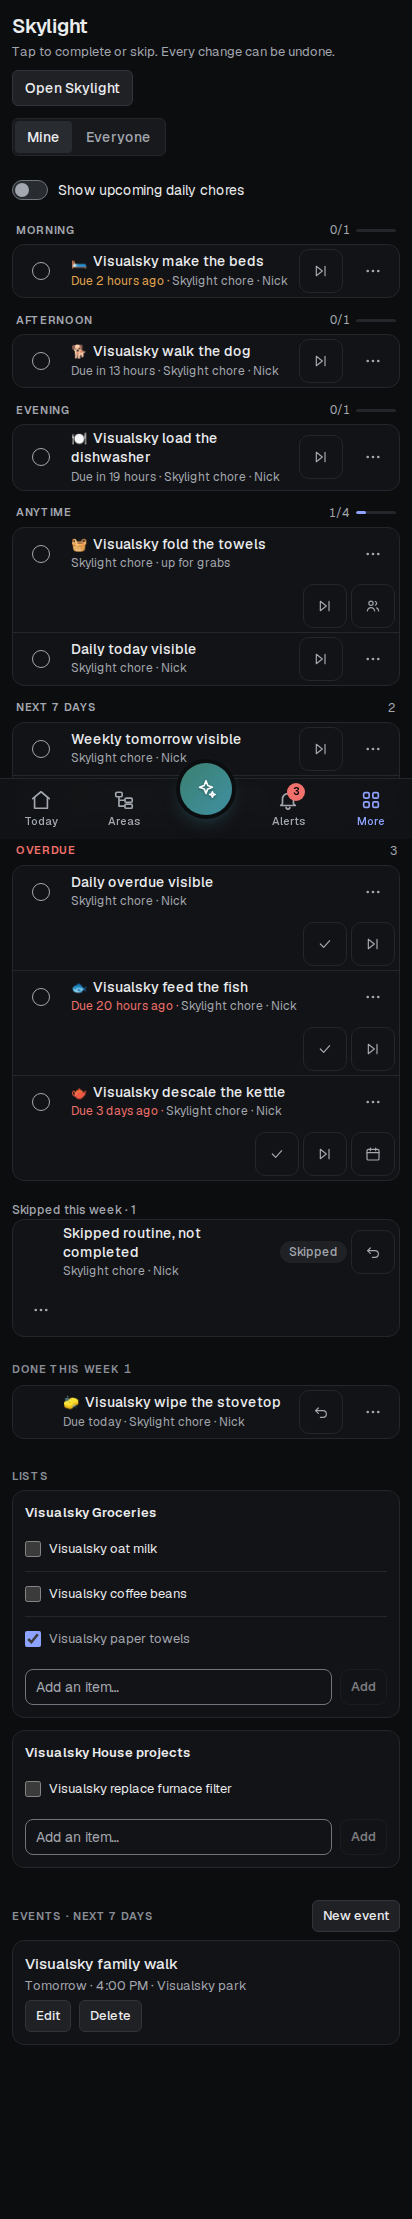 Skylight
Tap to complete or skip. Every change can be undone.
Open Skylight
Mine
Everyone
Show upcoming daily chores
MORNING
0/1
Visualsky make the beds
Due 2 hours ago · Skylight chore · Nick
AFTERNOON
0/1
Visualsky walk the dog
Due in 13 hours · Skylight chore · Nick
EVENING
0/1
Visualsky load the
dishwasher
Due in 19 hours · Skylight chore · Nick
ANYTIME
1/4
Visualsky fold the towels
Skylight chore · up for grabs
Daily today visible
Skylight chore · Nick
NEXT 7 DAYS
2
Weekly tomorrow visible
Skylight chore · Nick
Today
Areas
3
Alerts
More
OVERDUE
3
Daily overdue visible
Skylight chore · Nick
Visualsky feed the fish
Due 20 hours ago · Skylight chore · Nick
Visualsky descale the kettle
Due 3 days ago · Skylight chore · Nick
Skipped this week · 1
Skipped routine, not
completed
Skylight chore · Nick
Skipped
DONE THIS WEEK 1
Visualsky wipe the stovetop
Due today · Skylight chore · Nick
LISTS
Visualsky Groceries
Visualsky oat milk
Visualsky coffee beans
Visualsky paper towels
Add an item...
Add
Visualsky House projects
Visualsky replace furnace filter
Add an item...
Add
EVENTS · NEXT 7 DAYS
New event
Visualsky family walk
Tomorrow · 4:00 PM · Visualsky park
Edit
Delete